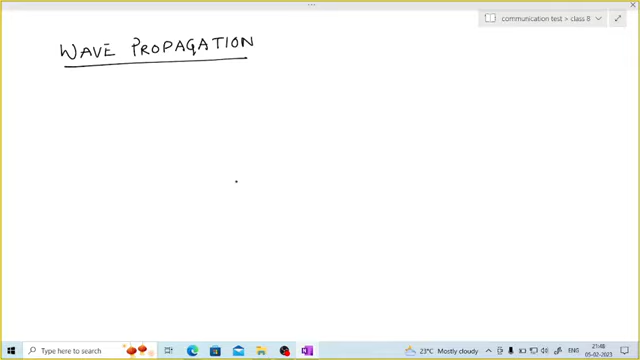 communication test > class 8
WAVE PROPAGATION
Type here to search
23°C Mostly cloudy
ENG
21:48
05-02-2023